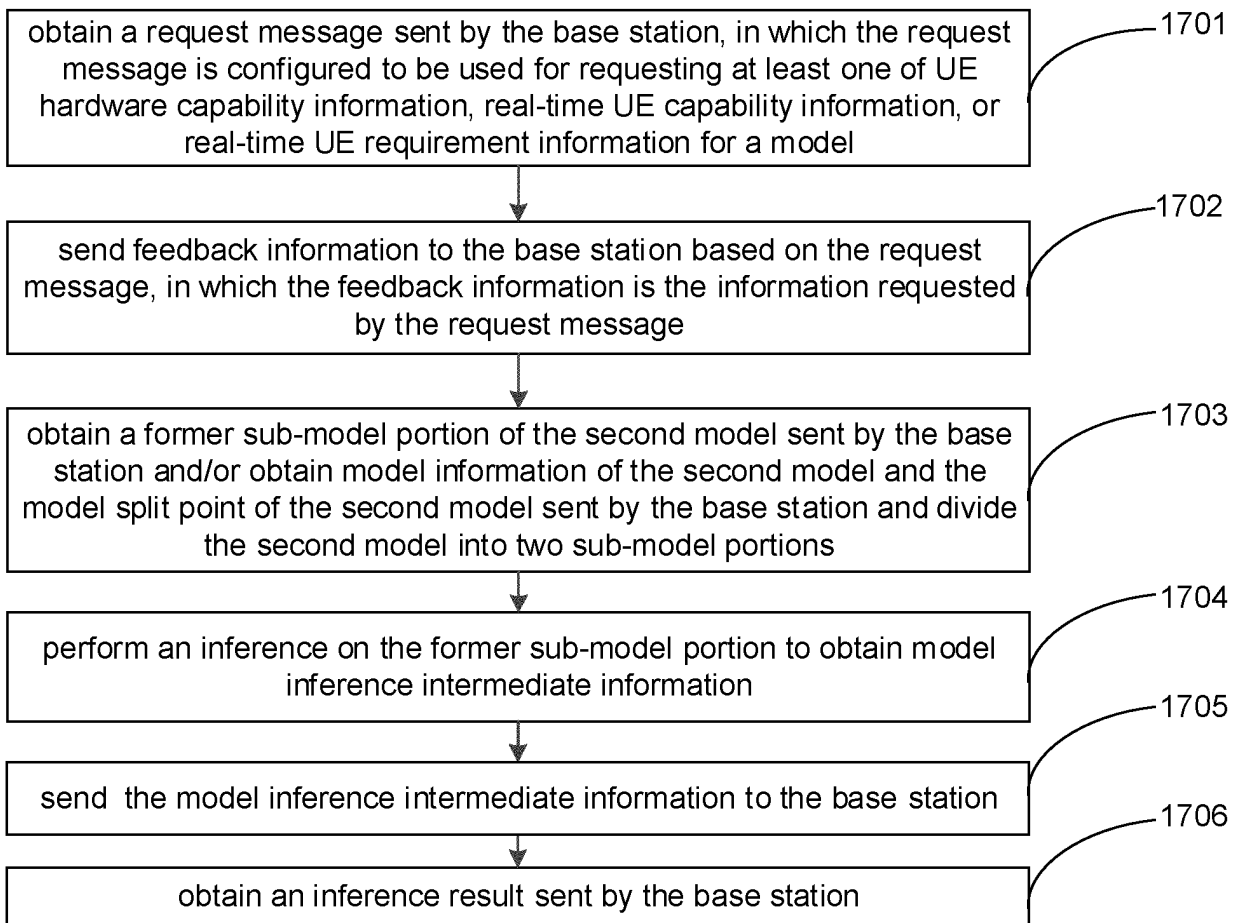 obtain a request message sent by the base station, in which the request
message is configured to be used for requesting at least one of UE
hardware capability information, real-time UE capability information, or
real-time UE requirement information for a model
1701
send feedback information to the base station based on the request
message, in which the feedback information is the information requested
by the request message
1702
obtain a former sub-model portion of the second model sent by the base
station and/or obtain model information of the second model and the
model split point of the second model sent by the base station and divide
the second model into two sub-model portions
1703
perform an inference on the former sub-model portion to obtain model
inference intermediate information
1704
send the model inference intermediate information to the base station
1705
obtain an inference result sent by the base station
1706